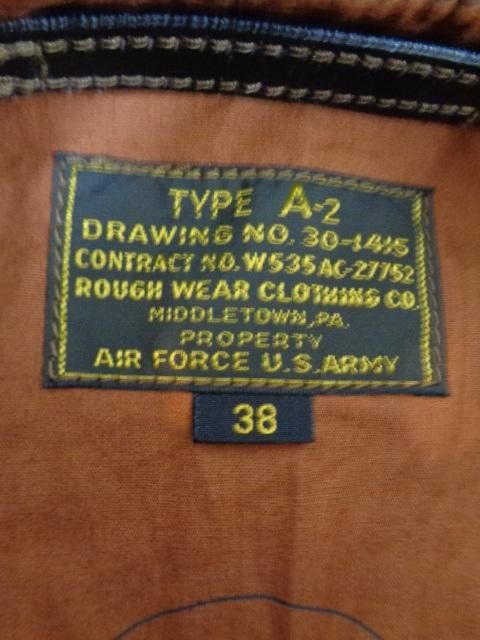 TYPE A-2
DRAWING NO. 30-1415
CONTRACT NO. W535 AC-27752
ROUGH WEAR CLOTHING CO.
MIDDLETOWN, PA.
PROPERTY
AIR FORCE U.S. ARMY
38